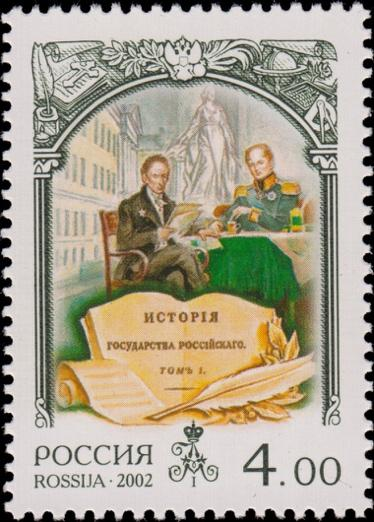 ИСТОРІЯ
ГОСУДАРСТВА РОССІЙСКАГО.
ТОМЪ I.
РОССИЯ
ROSSIJA · 2002
А I
4.00